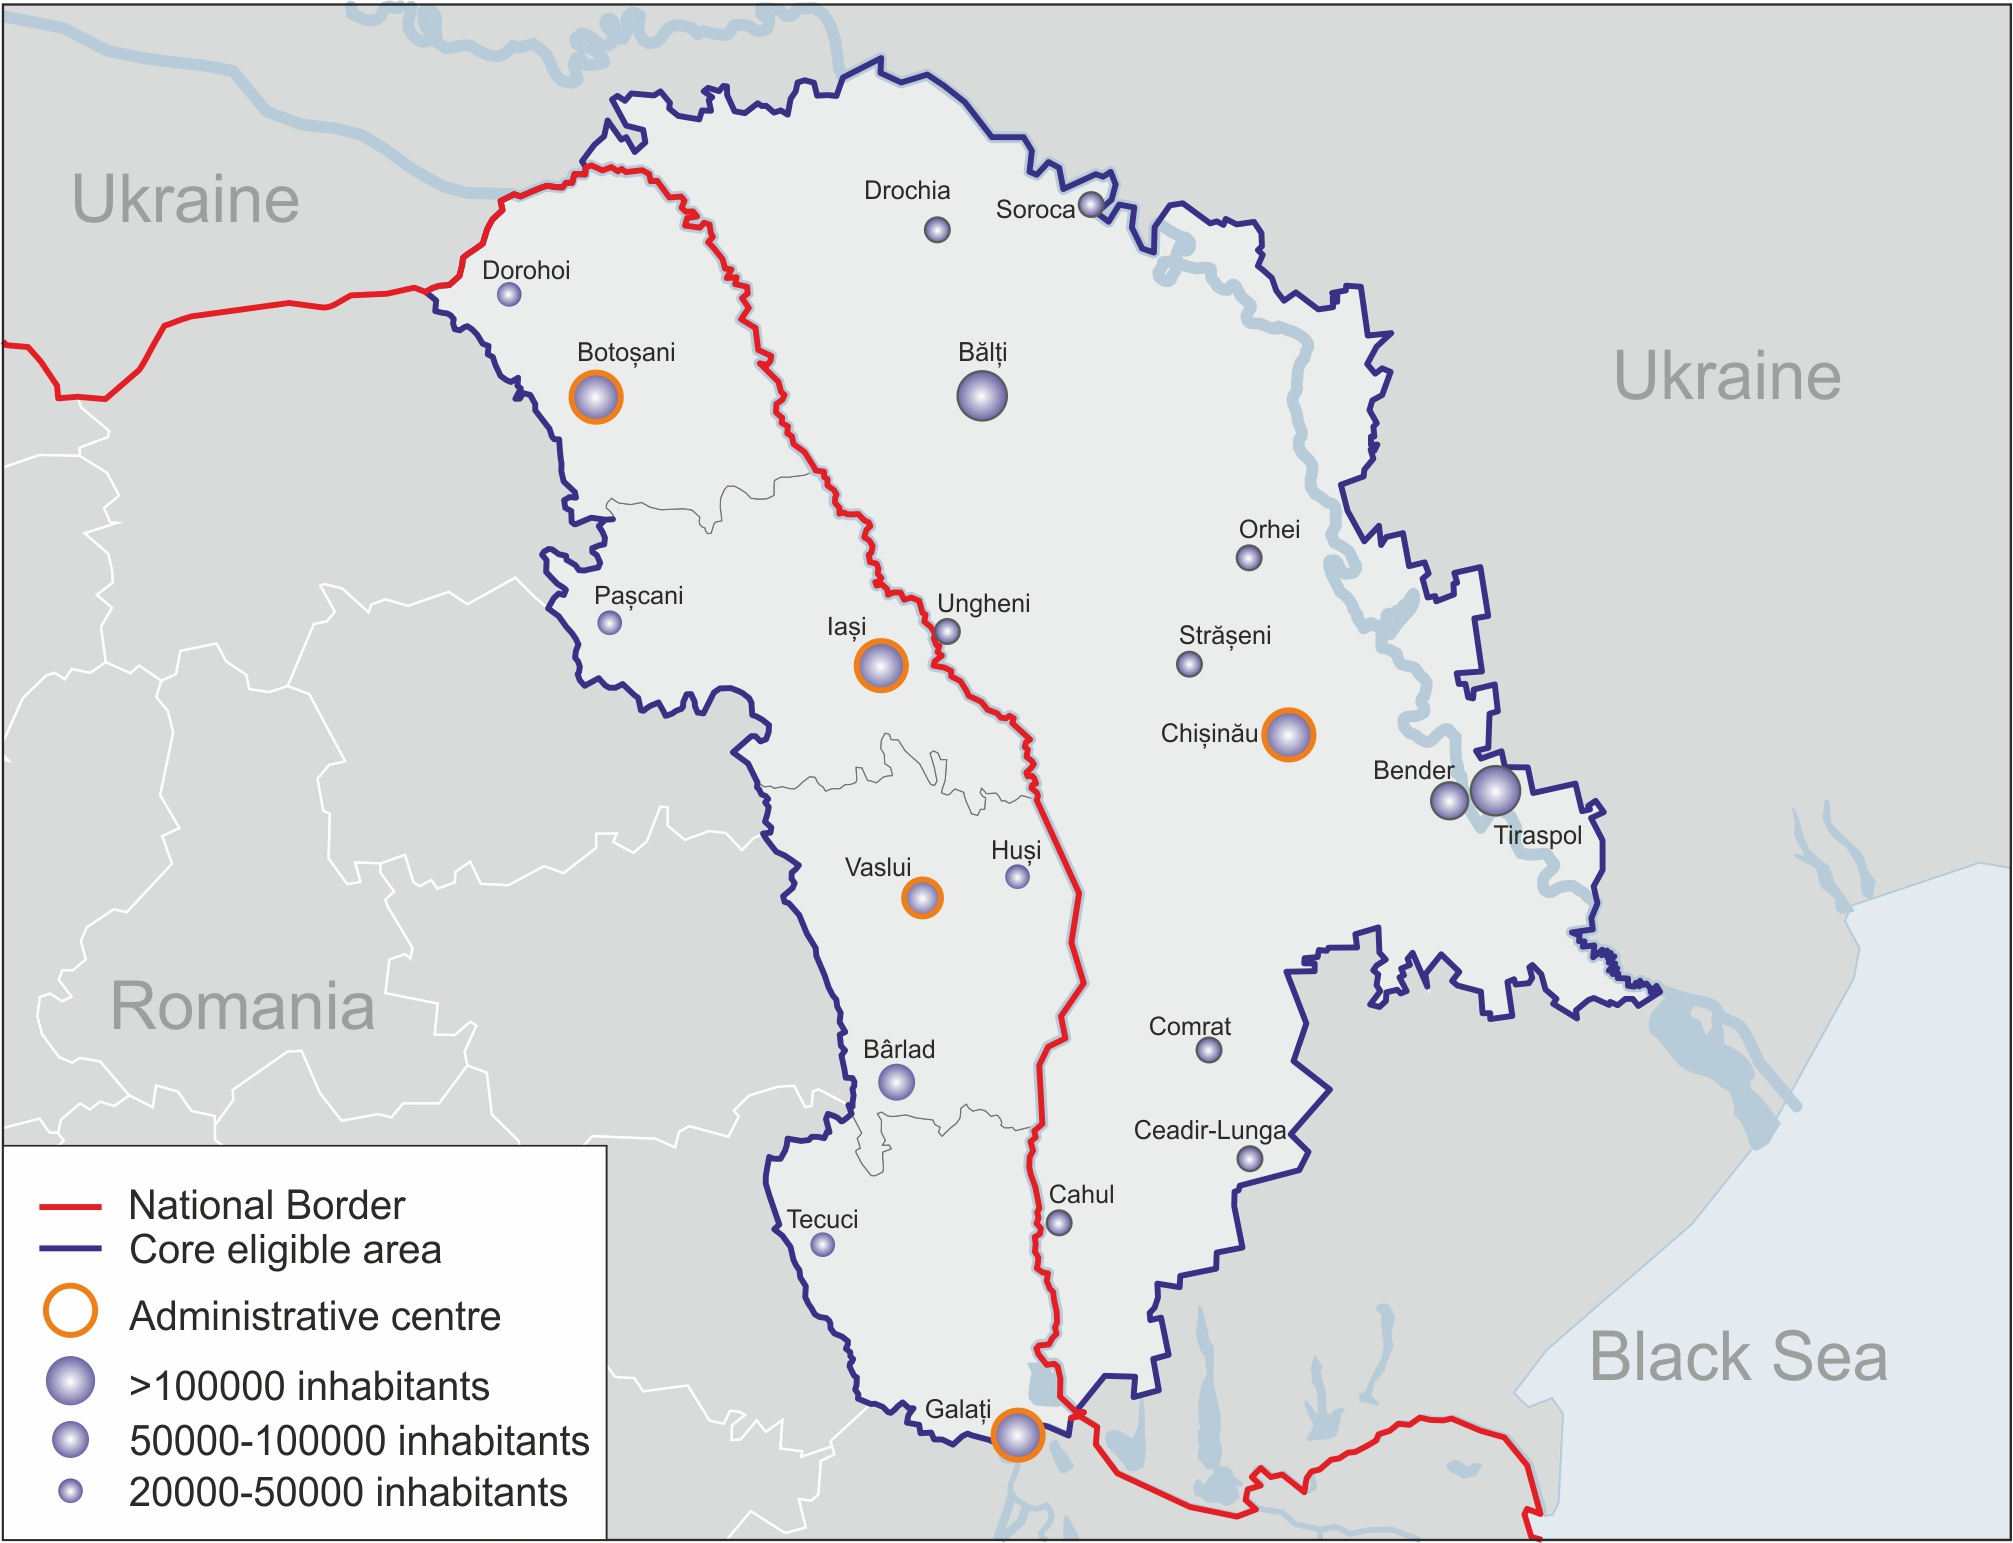 Ukraine
Drochia
Soroca
Dorohoi
Botoșani
Bălți
Ukraine
Orhei
Pașcani
Ungheni
Iași
Strășeni
Chișinău
Bender
Tiraspol
Huși
Vaslui
Romania
Comrat
Bârlad
Ceadir-Lunga
Cahul
Tecuci
Black Sea
Galați
National Border
Core eligible area
Administrative centre
>100000 inhabitants
50000-100000 inhabitants
20000-50000 inhabitants